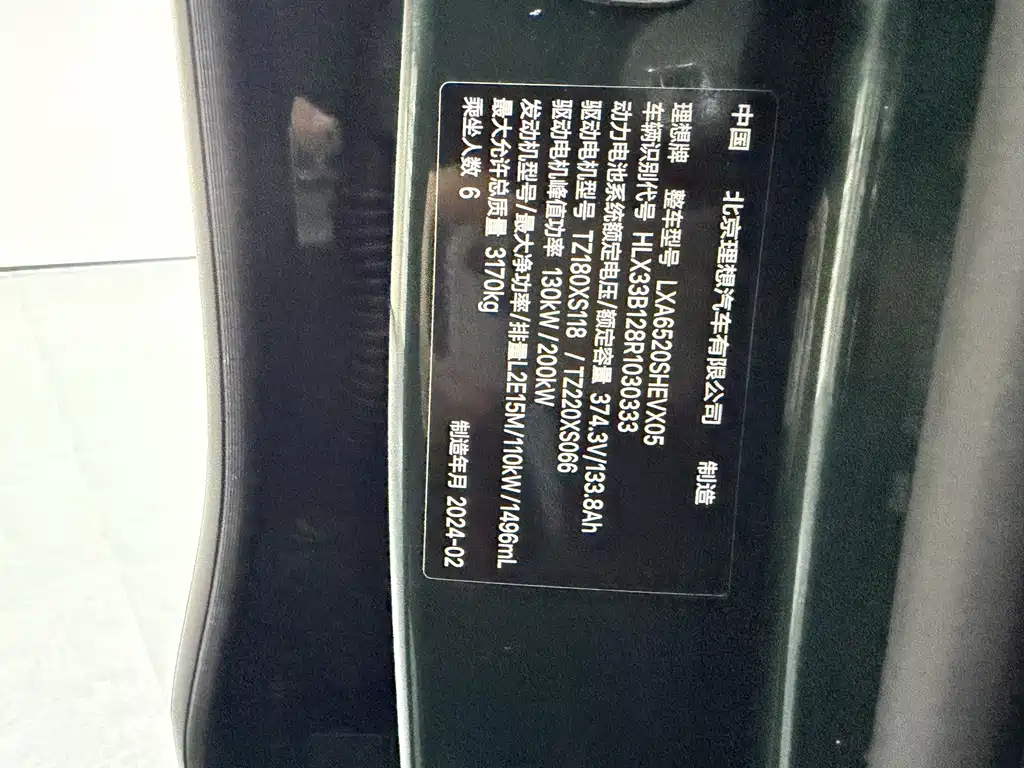 中国 北京理想汽车有限公司 制造
理想牌 整车型号 LXA6520SHEVX05
车辆识别代号 HLX33B128R1030333
动力电池系统额定电压/额定容量 374.3V/133.8Ah
驱动电机型号 TZ180XS118 / TZ220XS066
驱动电机峰值功率 130kW/200kW
发动机型号/最大净功率/排量L2E15M/110kW/1496mL
最大允许总质量 3170kg
乘坐人数 6 制造年月 2024-02